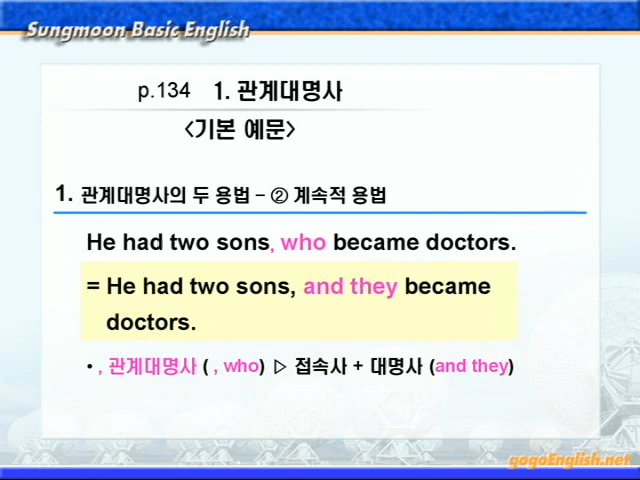 Sungmoon Basic English
p.134 1. 관계대명사
<기본 예문>
1. 관계대명사의 두 용법 – ② 계속적 용법
He had two sons, who became doctors.
= He had two sons, and they became
doctors.
• , 관계대명사 ( , who) ▷ 접속사 + 대명사 (and they)
gogoEnglish.net